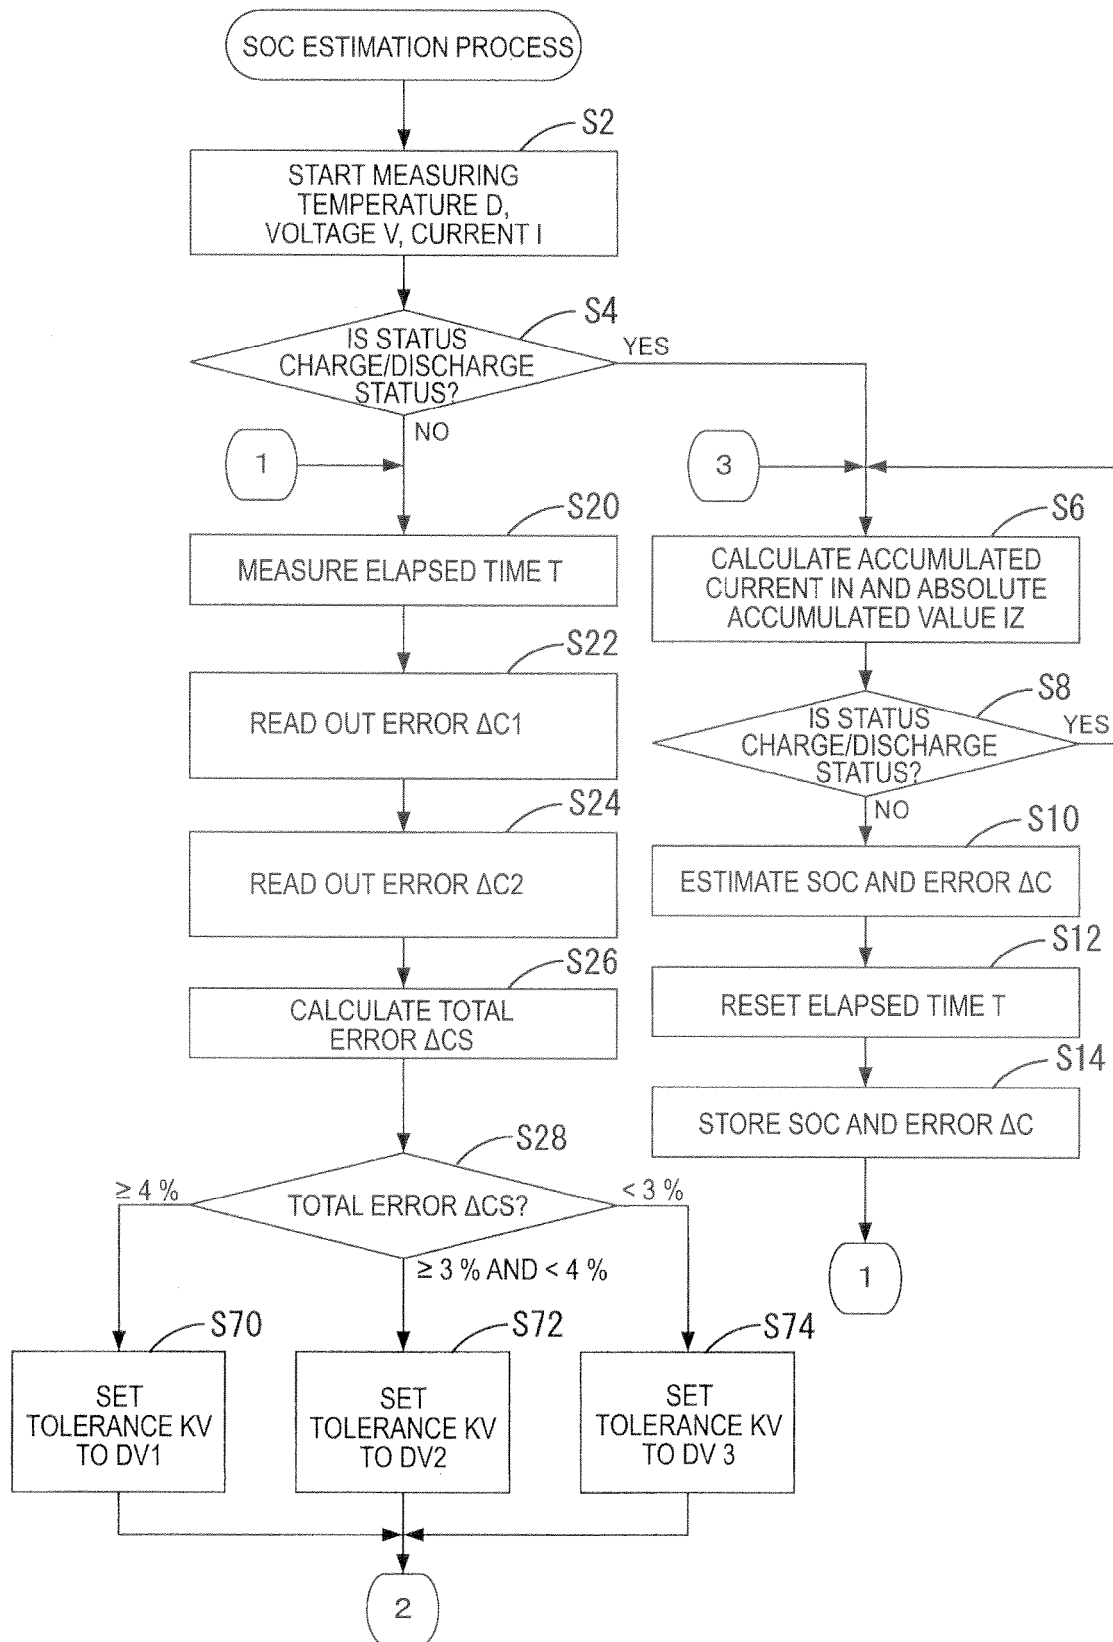 SOC ESTIMATION PROCESS
S2
START MEASURING
TEMPERATURE D,
VOLTAGE V, CURRENT I
S4
IS STATUS
CHARGE/DISCHARGE
STATUS?
YES
NO
1
3
S20
MEASURE ELAPSED TIME T
S6
CALCULATE ACCUMULATED
CURRENT IN AND ABSOLUTE
ACCUMULATED VALUE IZ
S22
READ OUT ERROR ΔC1
S8
IS STATUS
CHARGE/DISCHARGE
STATUS?
YES
NO
S24
READ OUT ERROR ΔC2
S10
ESTIMATE SOC AND ERROR ΔC
S26
CALCULATE TOTAL
ERROR ΔCS
S12
RESET ELAPSED TIME T
S14
STORE SOC AND ERROR ΔC
1
S28
TOTAL ERROR ΔCS?
≥ 4 %
< 3 %
≥ 3 % AND < 4 %
S70
SET
TOLERANCE KV
TO DV1
S72
SET
TOLERANCE KV
TO DV2
S74
SET
TOLERANCE KV
TO DV 3
2